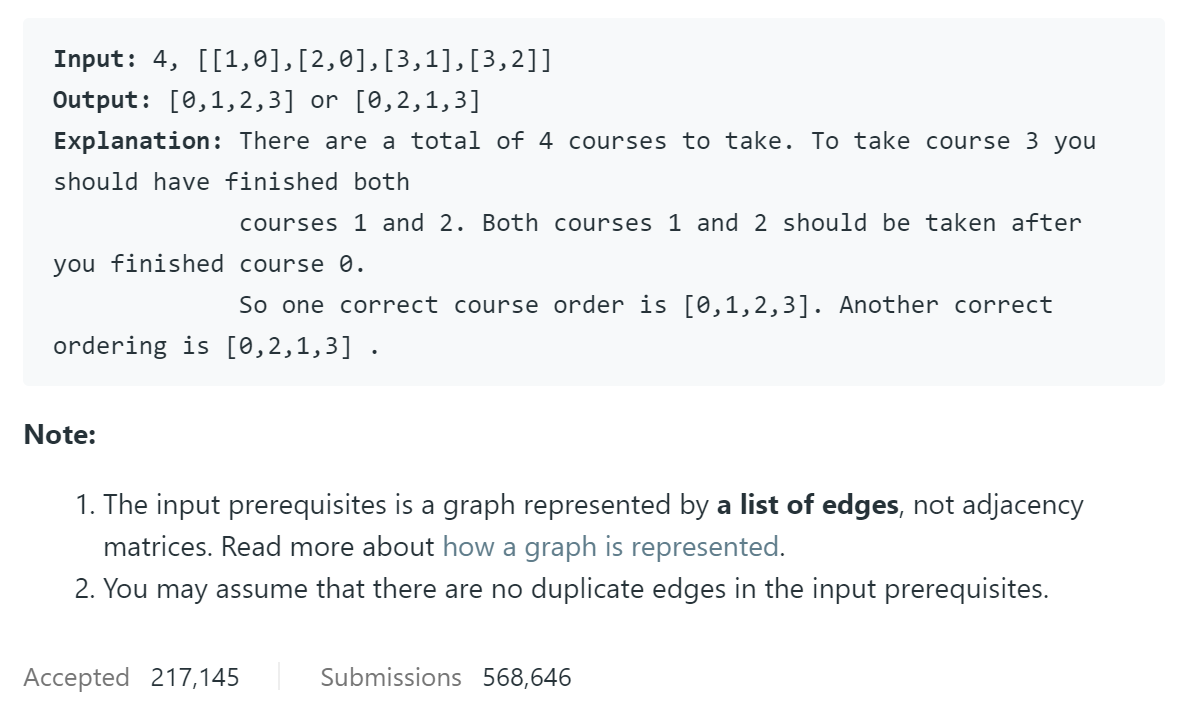 Input: 4, [[1,0],[2,0],[3,1],[3,2]]
Output: [0,1,2,3] or [0,2,1,3]
Explanation: There are a total of 4 courses to take. To take course 3 you
should have finished both
courses 1 and 2. Both courses 1 and 2 should be taken after
you finished course 0.
So one correct course order is [0,1,2,3]. Another correct
ordering is [0,2,1,3] .
Note:
1. The input prerequisites is a graph represented by a list of edges, not adjacency
matrices. Read more about how a graph is represented.
2. You may assume that there are no duplicate edges in the input prerequisites.
Accepted 217,145 Submissions 568,646